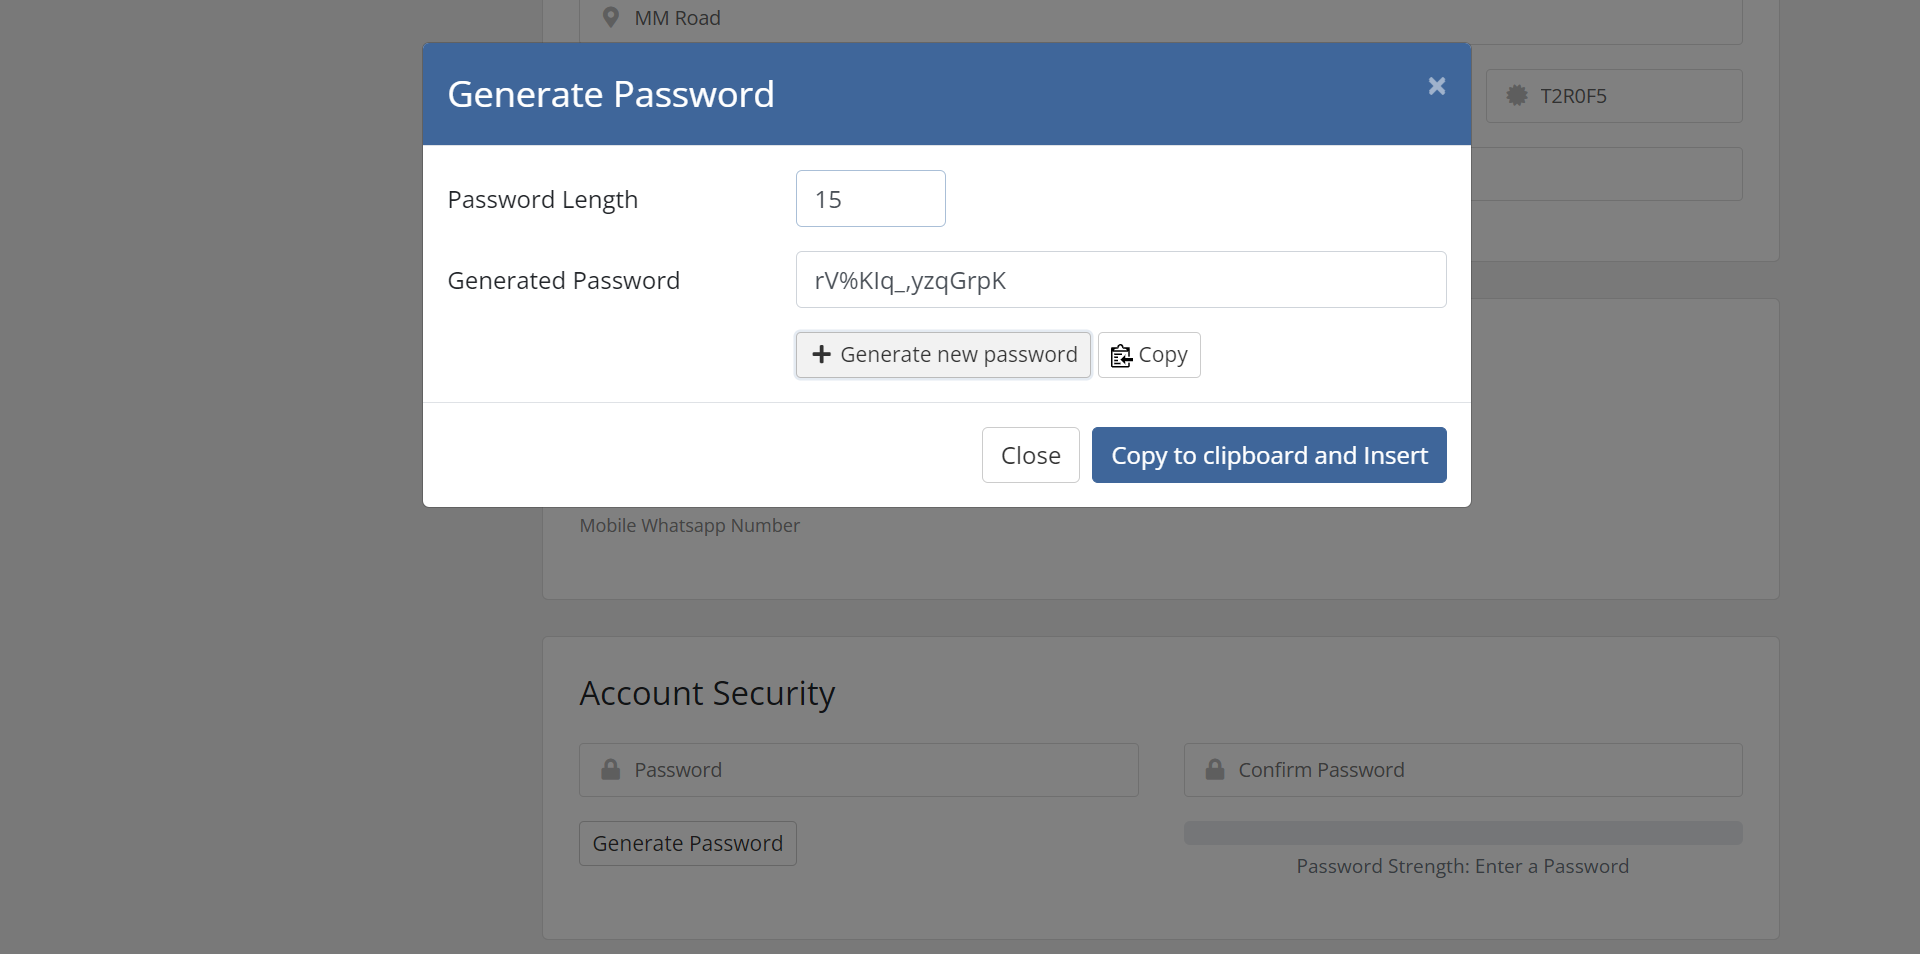 MM Road
Generate Password
×
T2R0F5
Password Length
15
Generated Password
rV%KIq_,yzqGrpK
Generate new password
Copy
Close
Copy to clipboard and Insert
Mobile Whatsapp Number
Account Security
Password
Confirm Password
Generate Password
Password Strength: Enter a Password